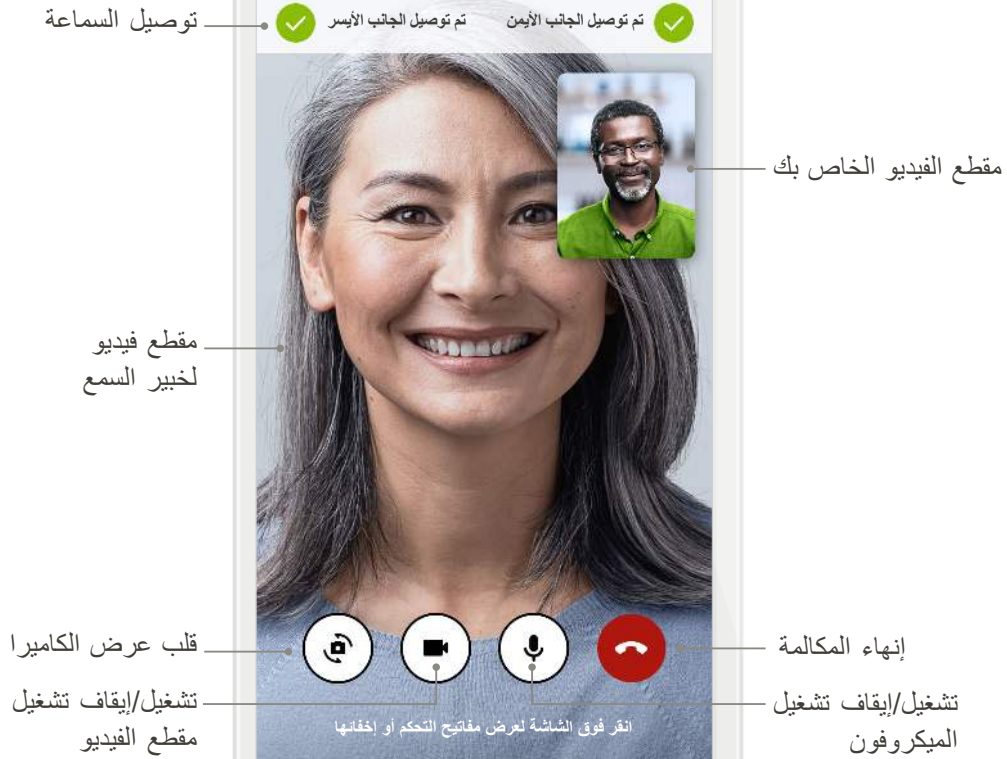 توصيل السماعة
تم توصيل الجانب الأيمن
تم توصيل الجانب الأيسر
مقطع الفيديو الخاص بك
مقطع فيديو
لخبير السمع
إنهاء المكالمة
قلب عرض الكاميرا
تشغيل/إيقاف تشغيل
الميكروفون
تشغيل/إيقاف تشغيل
مقطع الفيديو
انقر فوق الشاشة لعرض مفاتيح التحكم أو إخفائها